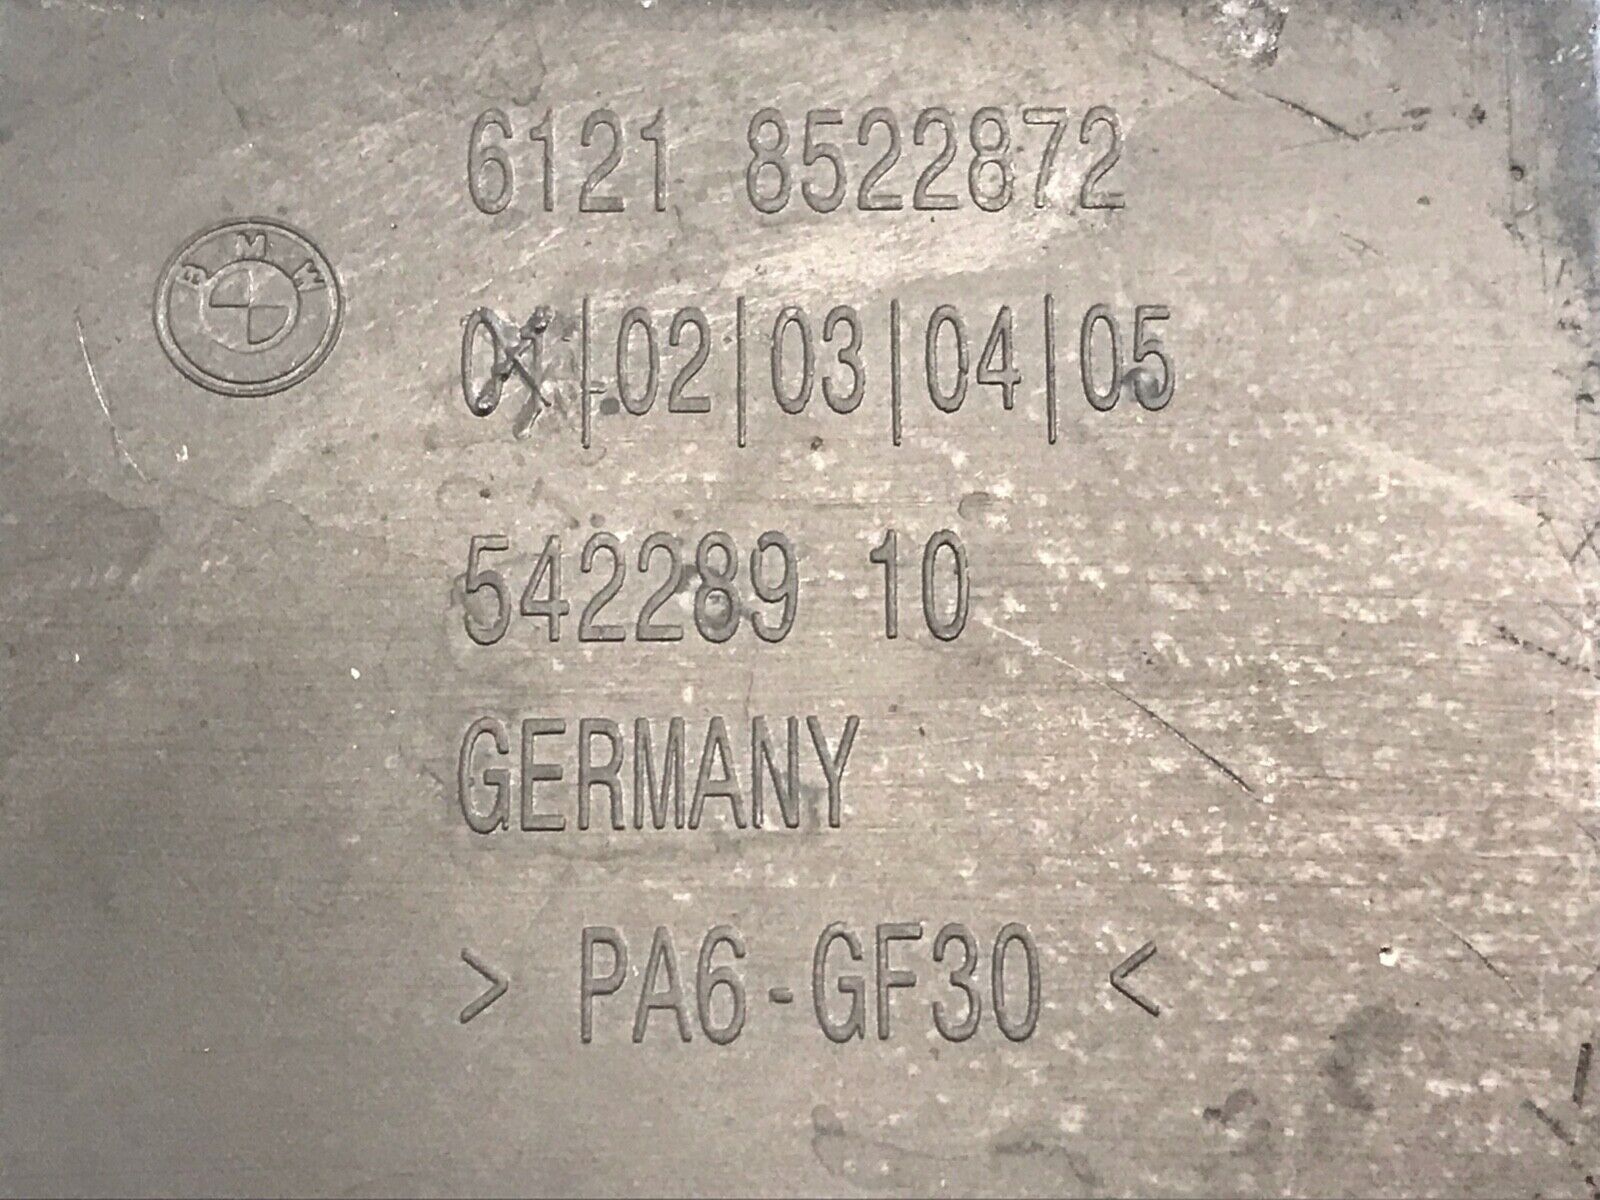 6121 8522872
BMW
01|02|03|04|05
542289 10
GERMANY
> PA6-GF30 <